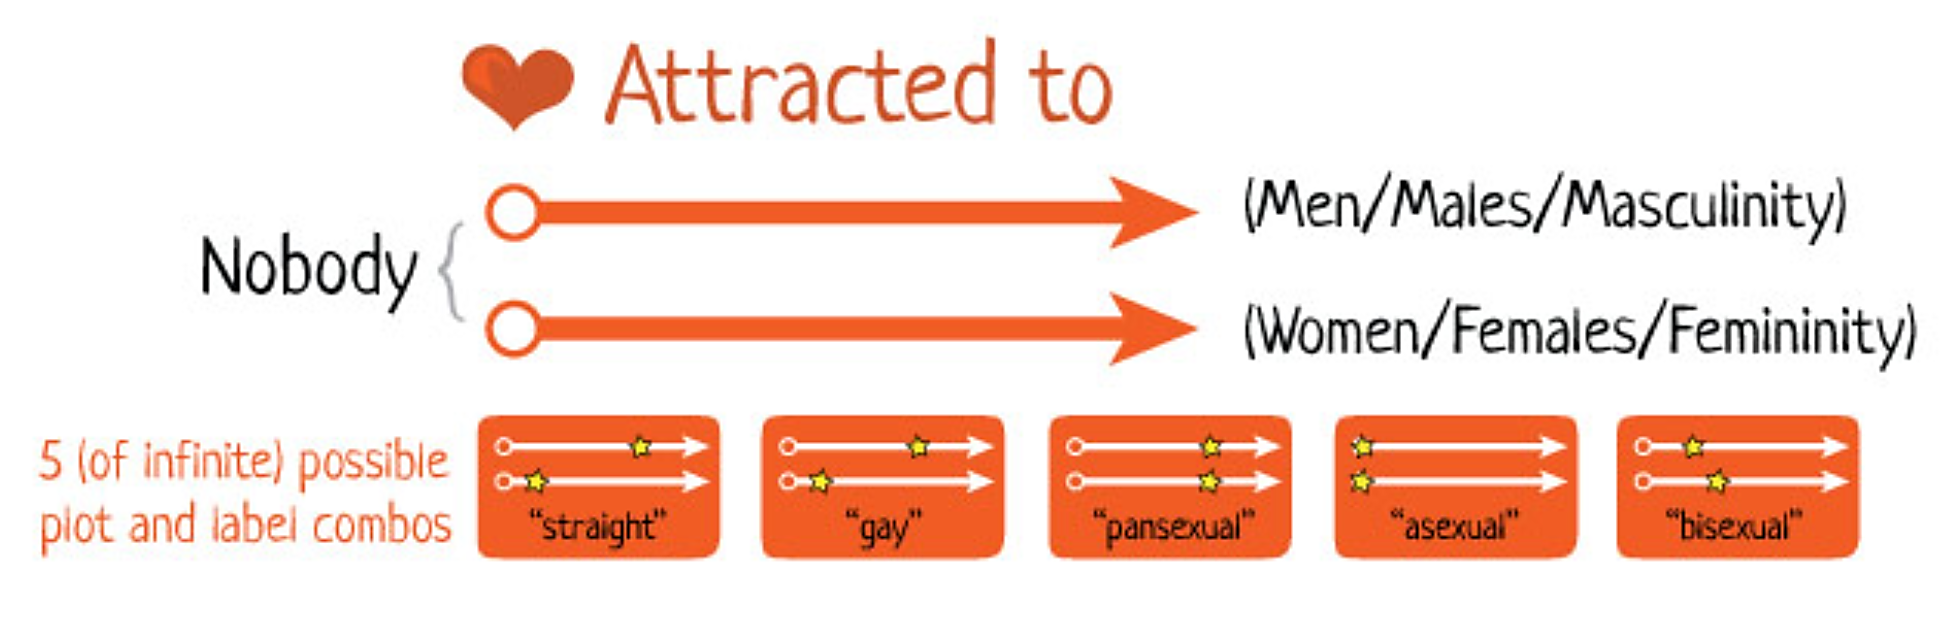 Attracted to
(Men/Males/Masculinity)
Nobody
(Women/Females/Femininity)
5 (of infinite) possible
plot and label combos
“straight”
“gay”
“pansexual”
“asexual”
“bisexual”